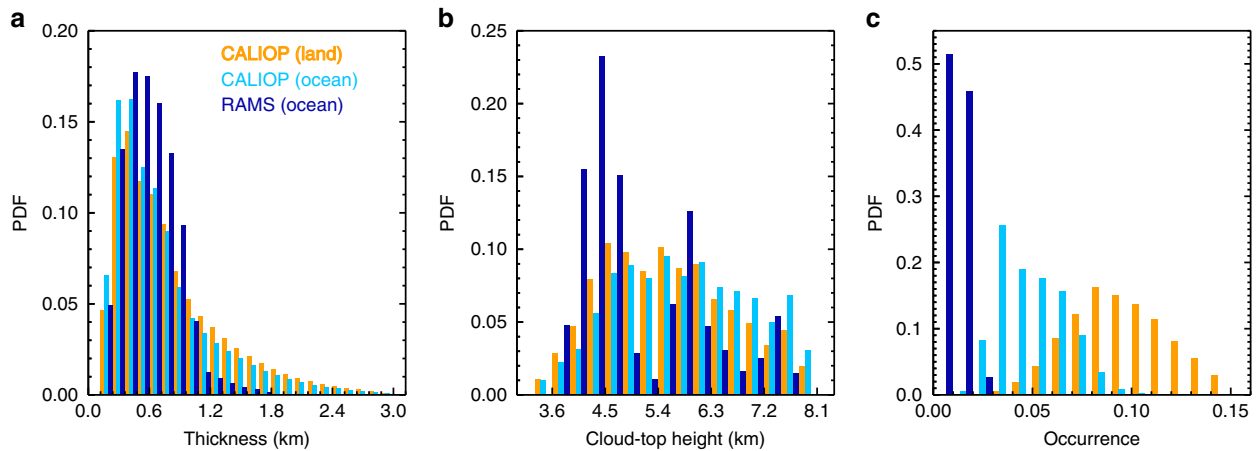 a
0.20
0.15
0.10
0.05
0.00
PDF
0.0 0.6 1.2 1.8 2.4 3.0
Thickness (km)
CALIOP (land)
CALIOP (ocean)
RAMS (ocean)
b
0.25
0.20
0.15
0.10
0.05
0.00
PDF
3.6 4.5 5.4 6.3 7.2 8.1
Cloud-top height (km)
c
0.5
0.4
0.3
0.2
0.1
0.0
PDF
0.00 0.05 0.10 0.15
Occurrence